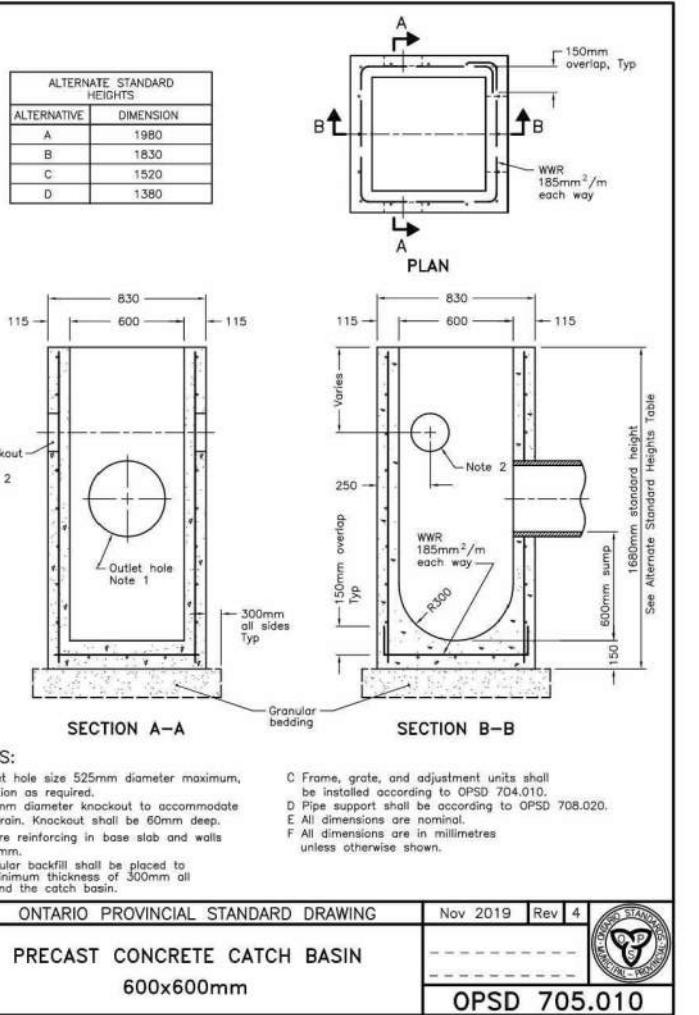 ALTERNATE STANDARD
HEIGHTS
ALTERNATIVE DIMENSION
A 1980
B 1830
C 1520
D 1380
A
150mm
overlap, Typ
B
B
WWR
185mm²/m
each way
A
PLAN
830
115 600 115
kout
2
Outlet hole
Note 1
300mm
all sides
Typ
SECTION A-A
830
115 600 115
Varies
Note 2
250
WWR
185mm²/m
each way
150mm overlap
Typ
R300
600mm sump
150
1680mm standard height
See Alternate Standard Heights Table
Granular
bedding
SECTION B-B
S:
t hole size 525mm diameter maximum,
ion as required.
mm diameter knockout to accommodate
rain. Knockout shall be 60mm deep.
re reinforcing in base slab and walls
mm.
ular backfill shall be placed to
inimum thickness of 300mm all
nd the catch basin.
C Frame, grate, and adjustment units shall
be installed according to OPSD 704.010.
D Pipe support shall be according to OPSD 708.020.
E All dimensions are nominal.
F All dimensions are in millimetres
unless otherwise shown.
ONTARIO PROVINCIAL STANDARD DRAWING
Nov 2019 Rev 4
PRECAST CONCRETE CATCH BASIN
600x600mm
ONTARIO STANDARDS
MUNICIPAL - PROVINCIAL
O P S
OPSD 705.010